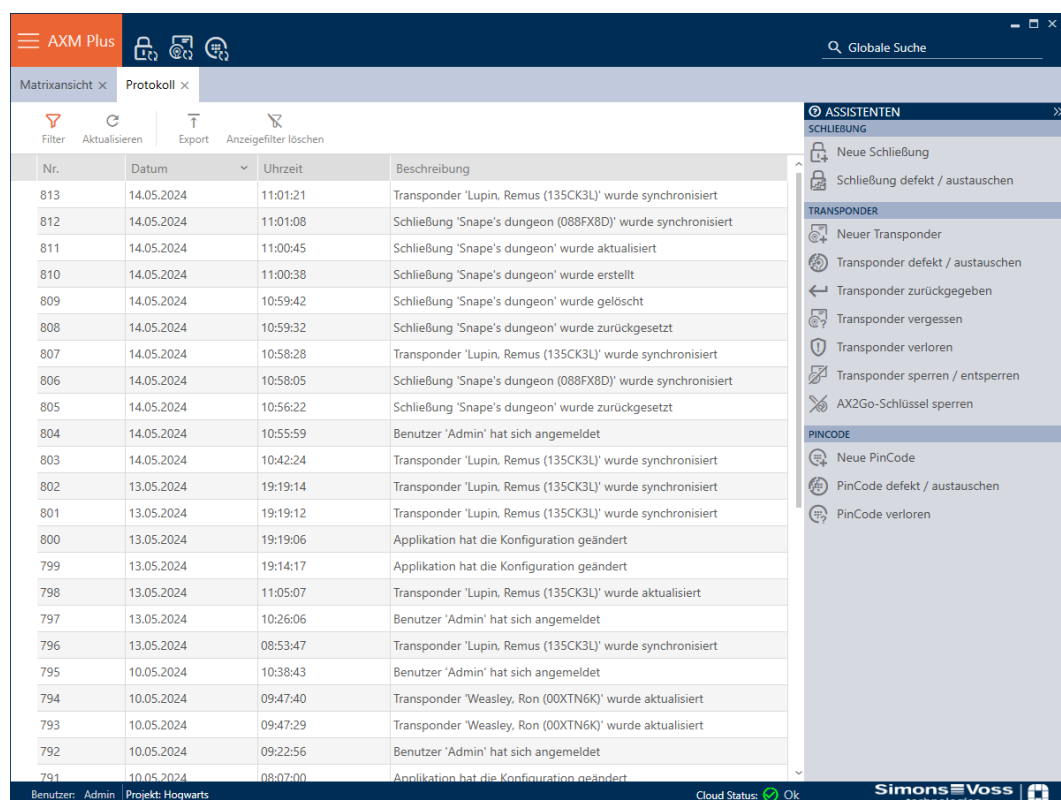 AXM Plus
Globale Suche
Matrixansicht
Protokoll
Filter Aktualisieren Export Anzeigefilter löschen
Nr. Datum Uhrzeit Beschreibung
813 14.05.2024 11:01:21 Transponder 'Lupin, Remus (135CK3L)' wurde synchronisiert
812 14.05.2024 11:01:08 Schließung 'Snape's dungeon (088FX8D)' wurde synchronisiert
811 14.05.2024 11:00:45 Schließung 'Snape's dungeon' wurde aktualisiert
810 14.05.2024 11:00:38 Schließung 'Snape's dungeon' wurde erstellt
809 14.05.2024 10:59:42 Schließung 'Snape's dungeon' wurde gelöscht
808 14.05.2024 10:59:32 Schließung 'Snape's dungeon' wurde zurückgesetzt
807 14.05.2024 10:58:28 Transponder 'Lupin, Remus (135CK3L)' wurde synchronisiert
806 14.05.2024 10:58:05 Schließung 'Snape's dungeon (088FX8D)' wurde synchronisiert
805 14.05.2024 10:56:22 Schließung 'Snape's dungeon' wurde zurückgesetzt
804 14.05.2024 10:55:59 Benutzer 'Admin' hat sich angemeldet
803 14.05.2024 10:42:24 Transponder 'Lupin, Remus (135CK3L)' wurde synchronisiert
802 13.05.2024 19:19:14 Transponder 'Lupin, Remus (135CK3L)' wurde synchronisiert
801 13.05.2024 19:19:12 Transponder 'Lupin, Remus (135CK3L)' wurde synchronisiert
800 13.05.2024 19:19:06 Applikation hat die Konfiguration geändert
799 13.05.2024 19:14:17 Applikation hat die Konfiguration geändert
798 13.05.2024 11:05:07 Transponder 'Lupin, Remus (135CK3L)' wurde aktualisiert
797 13.05.2024 10:26:06 Benutzer 'Admin' hat sich angemeldet
796 13.05.2024 08:53:47 Transponder 'Lupin, Remus (135CK3L)' wurde synchronisiert
795 10.05.2024 10:38:43 Benutzer 'Admin' hat sich angemeldet
794 10.05.2024 09:47:40 Transponder 'Weasley, Ron (00XTN6K)' wurde aktualisiert
793 10.05.2024 09:47:29 Transponder 'Weasley, Ron (00XTN6K)' wurde aktualisiert
792 10.05.2024 09:22:56 Benutzer 'Admin' hat sich angemeldet
791 10.05.2024 08:07:00 Applikation hat die Konfiguration geändert
ASSISTENTEN
SCHLIEßUNG
Neue Schließung
Schließung defekt / austauschen
TRANSPONDER
Neuer Transponder
Transponder defekt / austauschen
Transponder zurückgegeben
Transponder vergessen
Transponder verloren
Transponder sperren / entsperren
AX2Go-Schlüssel sperren
PINCODE
Neue PinCode
PinCode defekt / austauschen
PinCode verloren
Benutzer: Admin Projekt: Hogwarts Cloud Status: Ok
Simons Voss
technologies